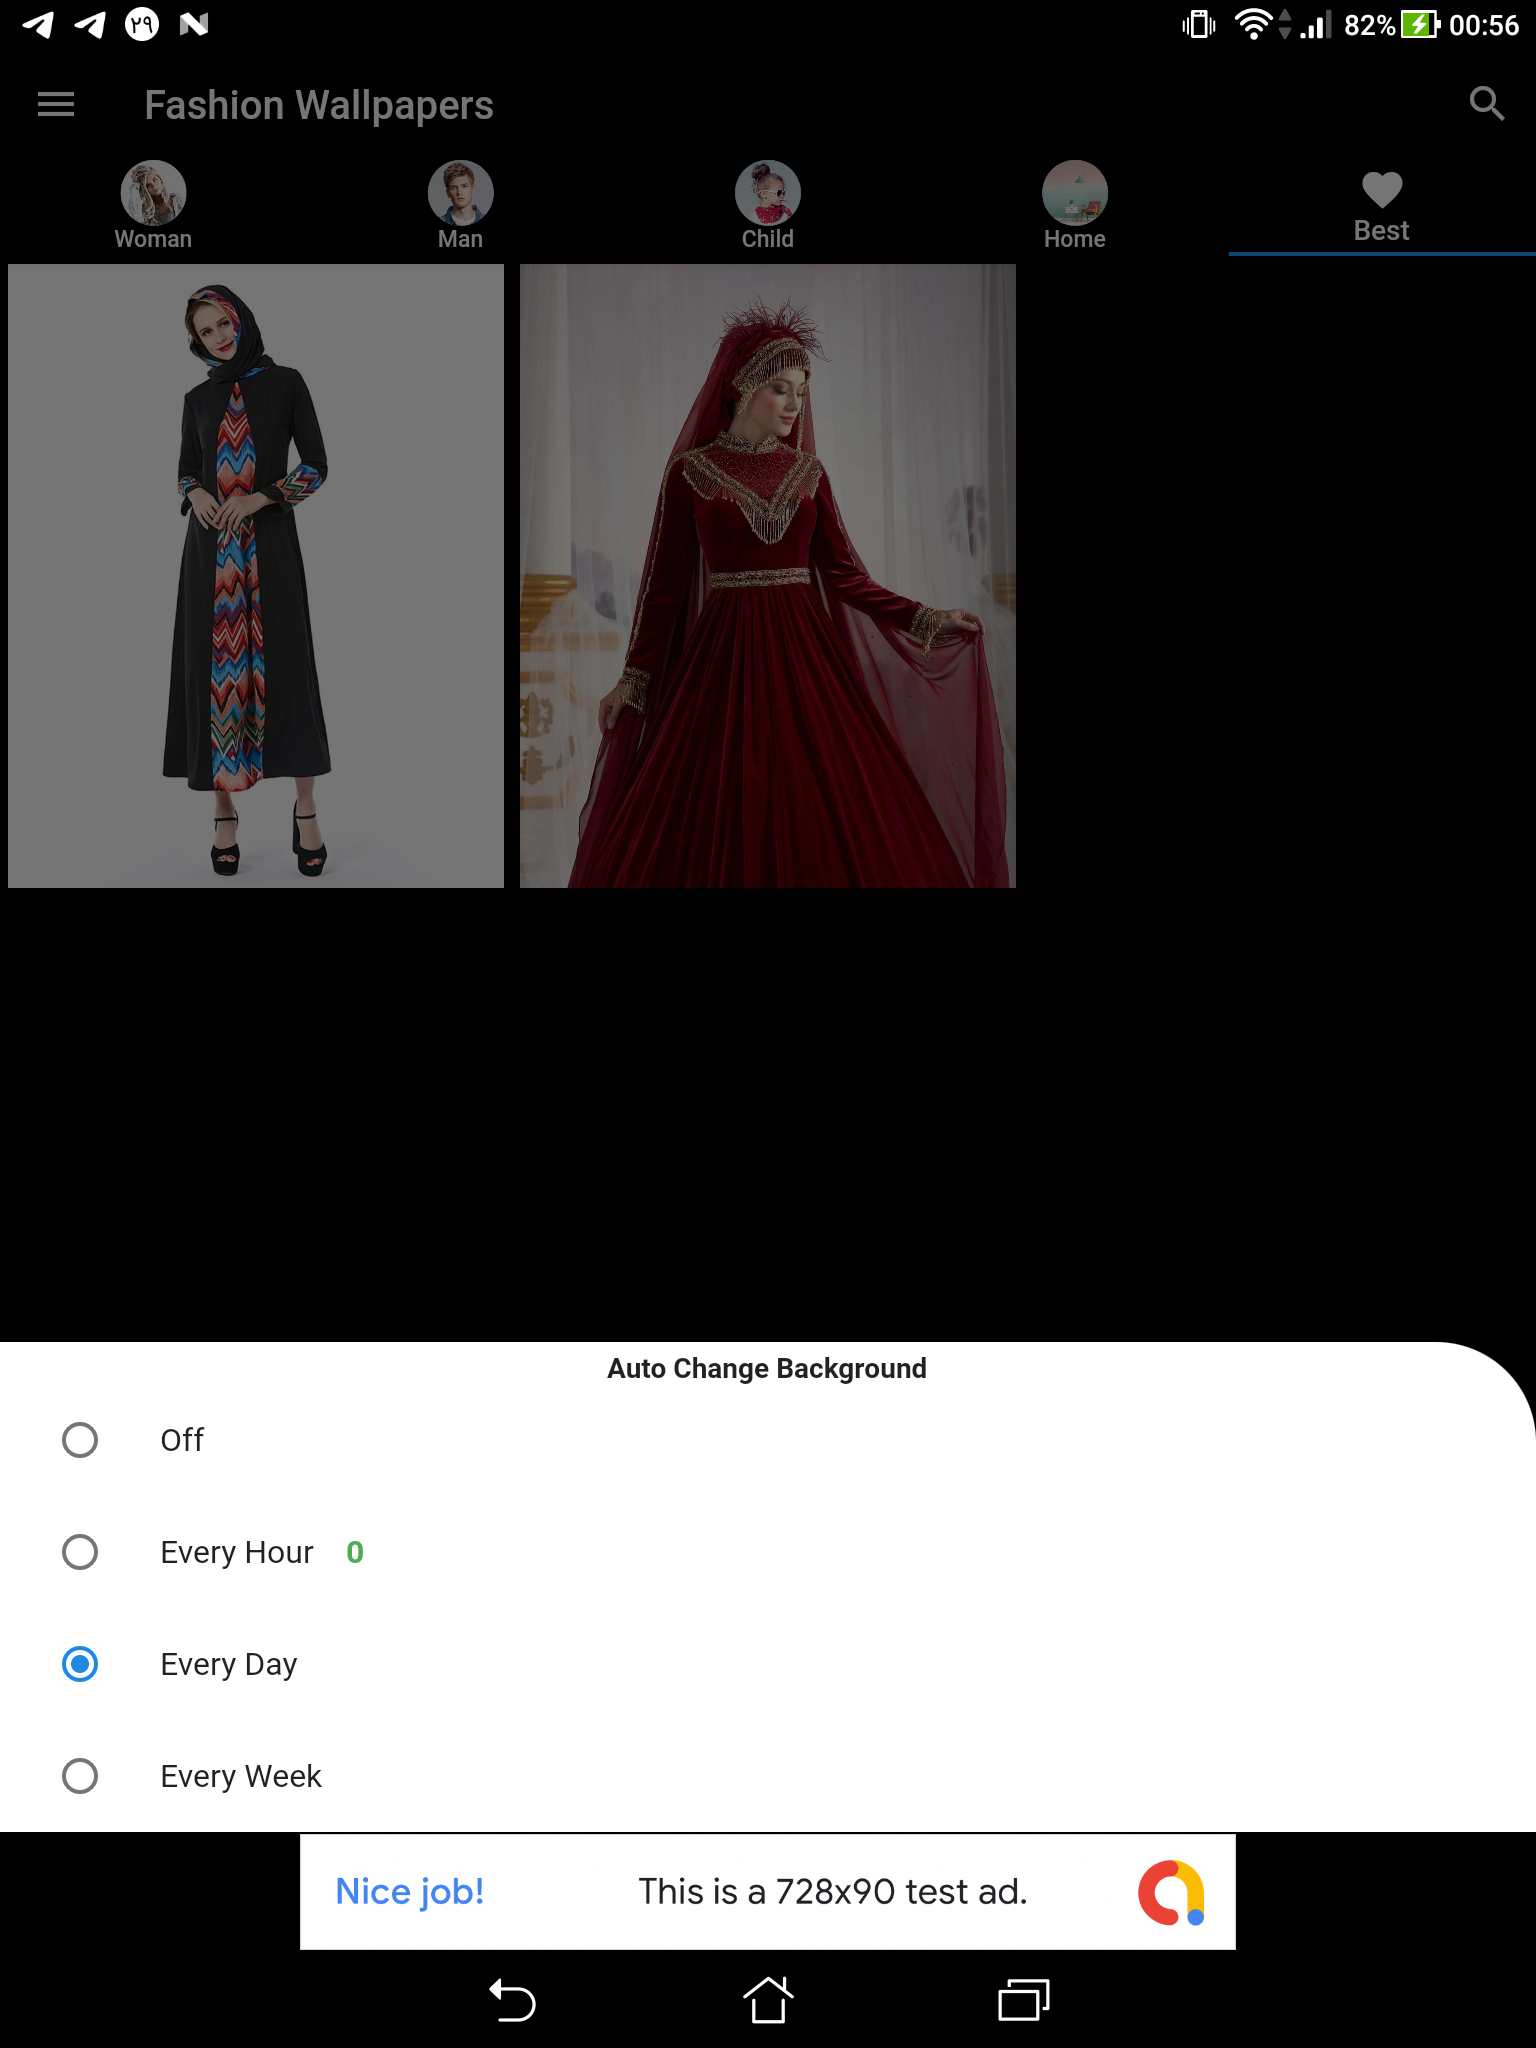 ۲۹
82%
00:56
Fashion Wallpapers
Woman
Man
Child
Home
Best
Auto Change Background
Off
Every Hour 0
Every Day
Every Week
Nice job!
This is a 728x90 test ad.